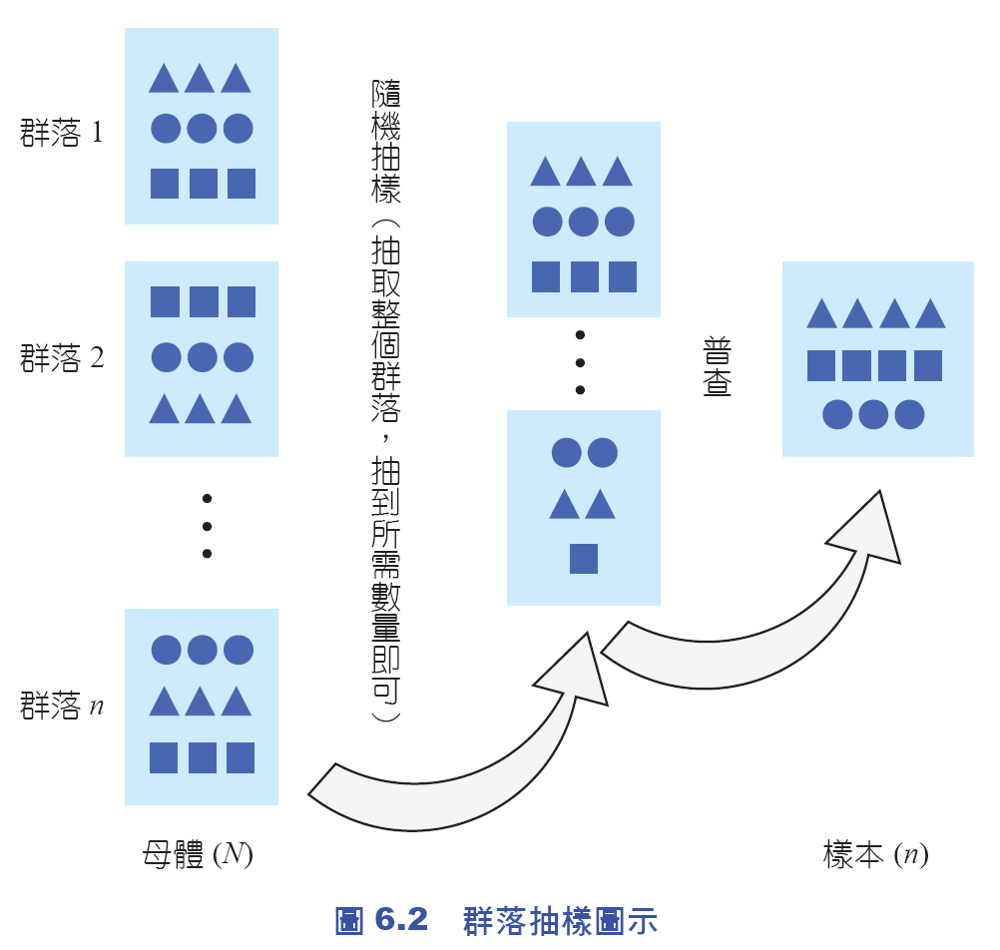 群落 1
群落 2
群落 n
母體 (N)
隨機抽樣（抽取整個群落，抽到所需數量即可）
普查
樣本 (n)
圖 6.2 群落抽樣圖示